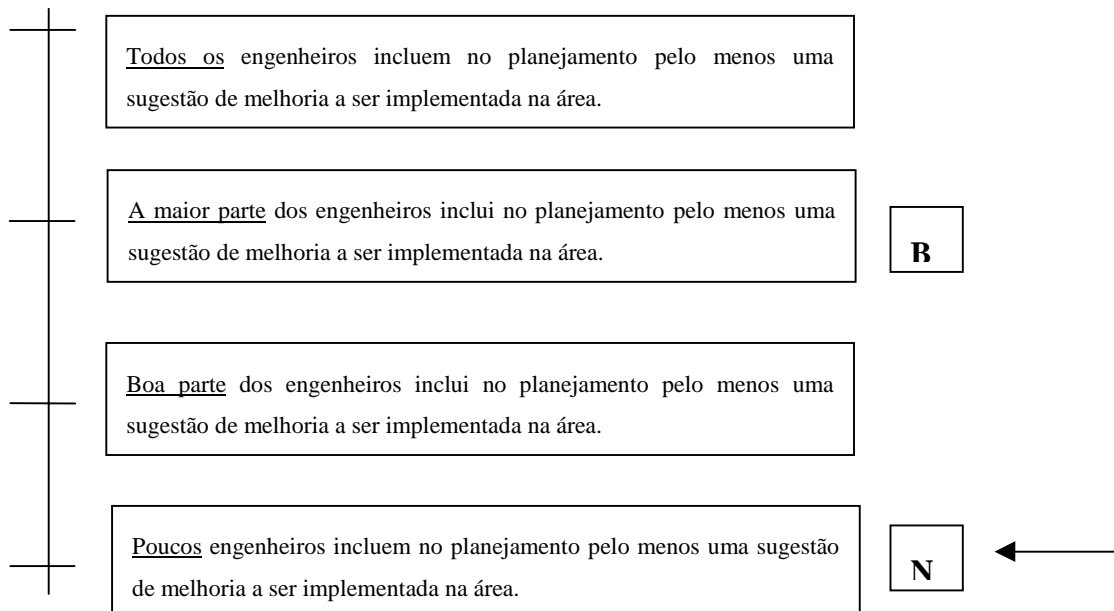 Todos os engenheiros incluem no planejamento pelo menos uma
sugestão de melhoria a ser implementada na área.
A maior parte dos engenheiros inclui no planejamento pelo menos uma
sugestão de melhoria a ser implementada na área.
B
Boa parte dos engenheiros inclui no planejamento pelo menos uma
sugestão de melhoria a ser implementada na área.
Poucos engenheiros incluem no planejamento pelo menos uma sugestão
de melhoria a ser implementada na área.
N